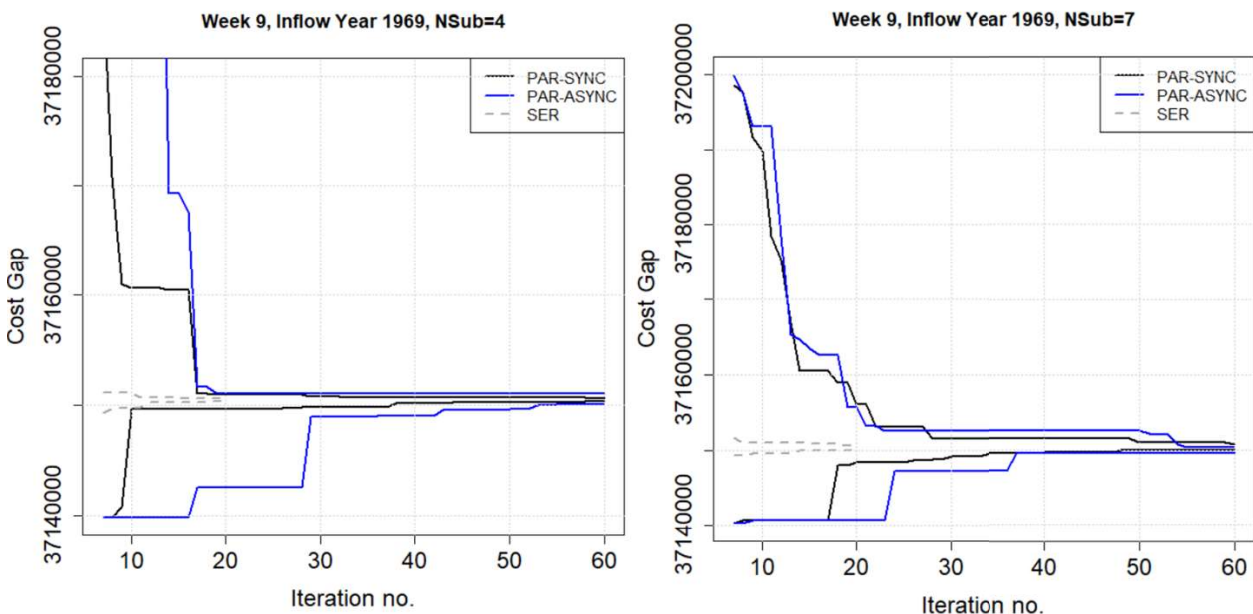 Week 9, Inflow Year 1969, NSub=4
Cost Gap
37180000
37160000
37140000
PAR-SYNC
PAR-ASYNC
SER
10 20 30 40 50 60
Iteration no.
Week 9, Inflow Year 1969, NSub=7
Cost Gap
37200000
37180000
37160000
37140000
PAR-SYNC
PAR-ASYNC
SER
10 20 30 40 50 60
Iteration no.